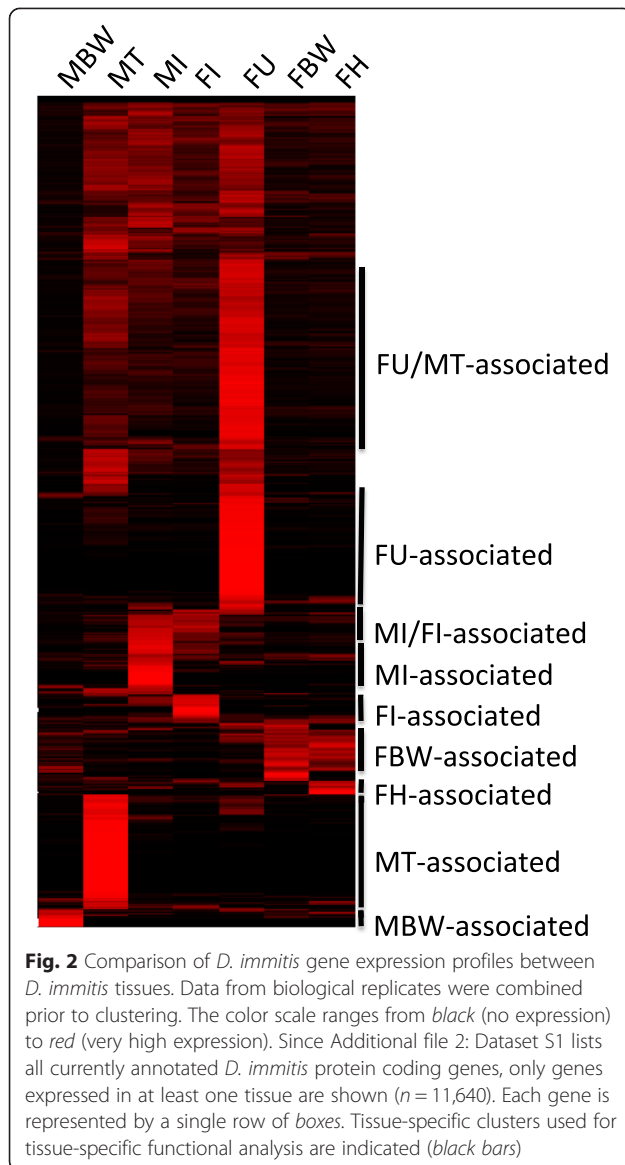 MBW MT MI FI FU FBW FH
FU/MT-associated
FU-associated
MI/FI-associated
MI-associated
FI-associated
FBW-associated
FH-associated
MT-associated
MBW-associated
Fig. 2 Comparison of D. immitis gene expression profiles between
D. immitis tissues. Data from biological replicates were combined
prior to clustering. The color scale ranges from black (no expression)
to red (very high expression). Since Additional file 2: Dataset S1 lists
all currently annotated D. immitis protein coding genes, only genes
expressed in at least one tissue are shown (n = 11,640). Each gene is
represented by a single row of boxes. Tissue-specific clusters used for
tissue-specific functional analysis are indicated (black bars)